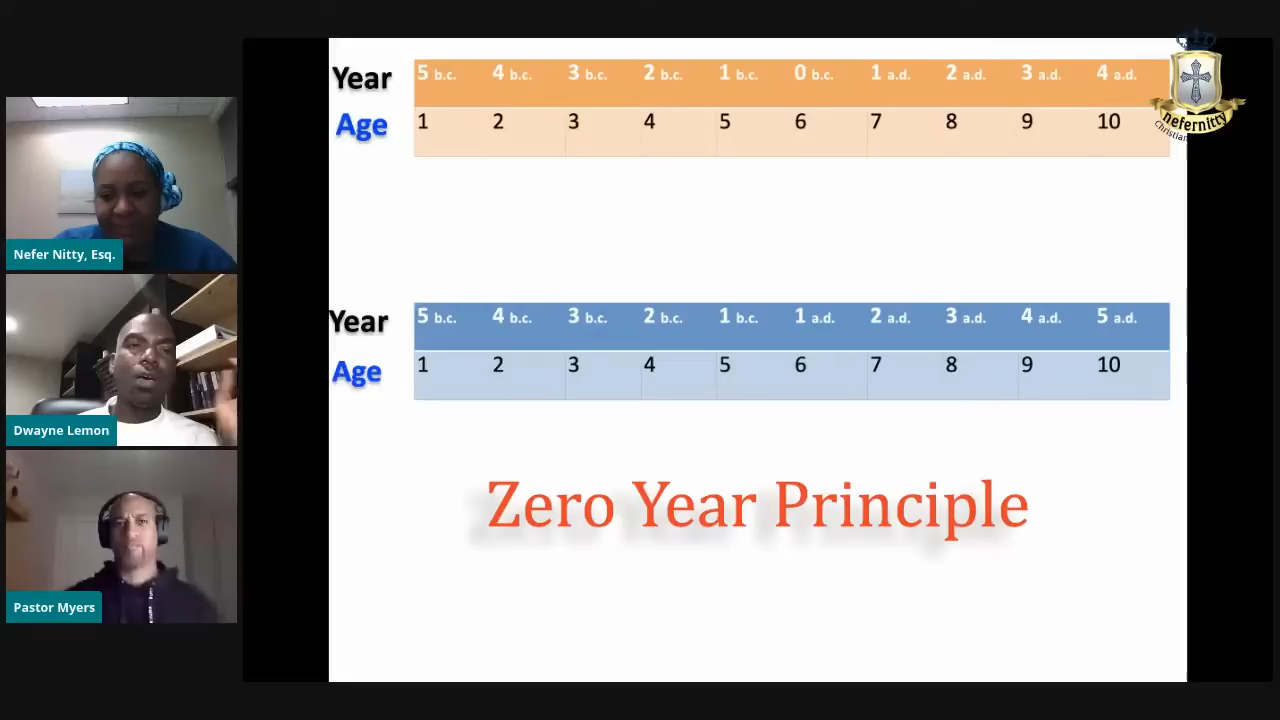 Nefer Nitty, Esq.
Dwayne Lemon
Pastor Myers
Year 5 b.c. 4 b.c. 3 b.c. 2 b.c. 1 b.c. 0 b.c. 1 a.d. 2 a.d. 3 a.d. 4 a.d.
Age 1 2 3 4 5 6 7 8 9 10
nefernitty
Christian
Year 5 b.c. 4 b.c. 3 b.c. 2 b.c. 1 b.c. 1 a.d. 2 a.d. 3 a.d. 4 a.d. 5 a.d.
Age 1 2 3 4 5 6 7 8 9 10
Zero Year Principle